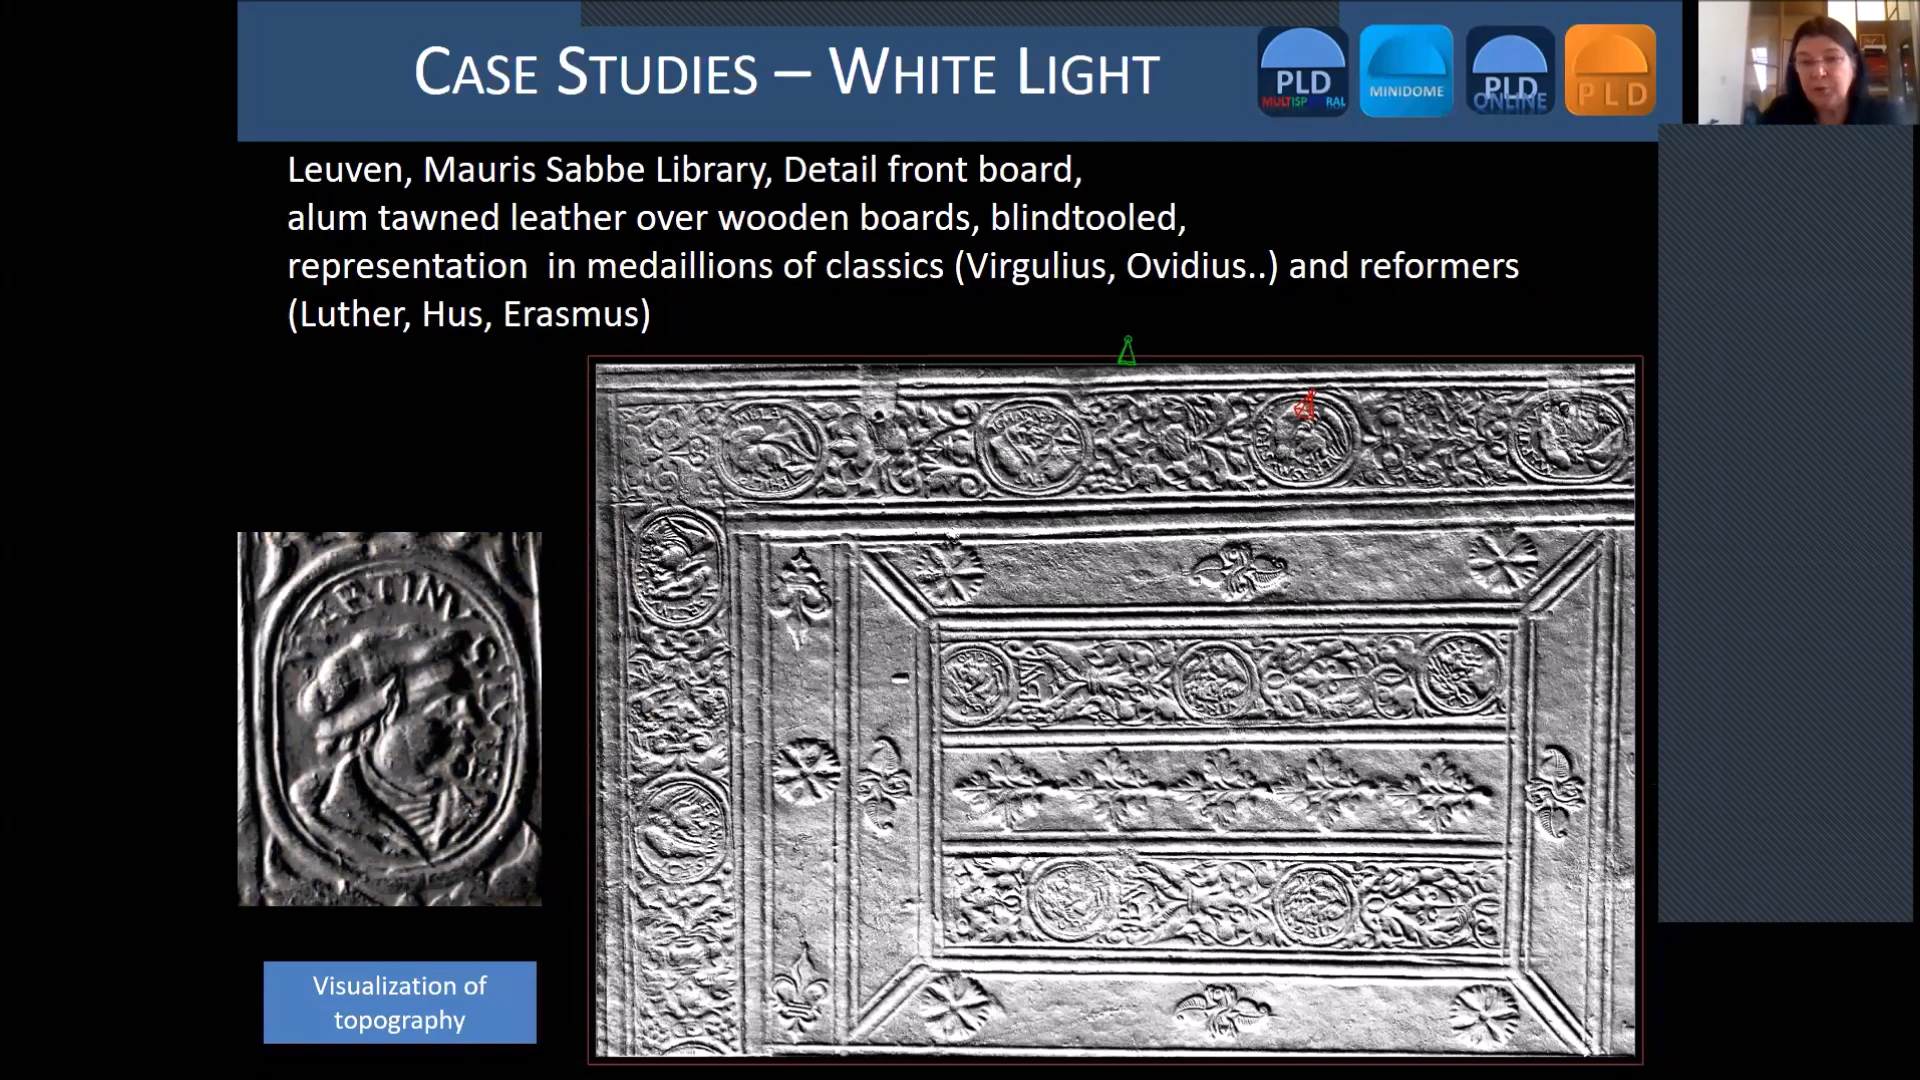 CASE STUDIES – WHITE LIGHT
PLD
MULTISPECTRAL
MINIDOME
PLD
ONLINE
PLD
Leuven, Mauris Sabbe Library, Detail front board,
alum tawned leather over wooden boards, blindtooled,
representation in medaillions of classics (Virgulius, Ovidius..) and reformers
(Luther, Hus, Erasmus)
Visualization of
topography